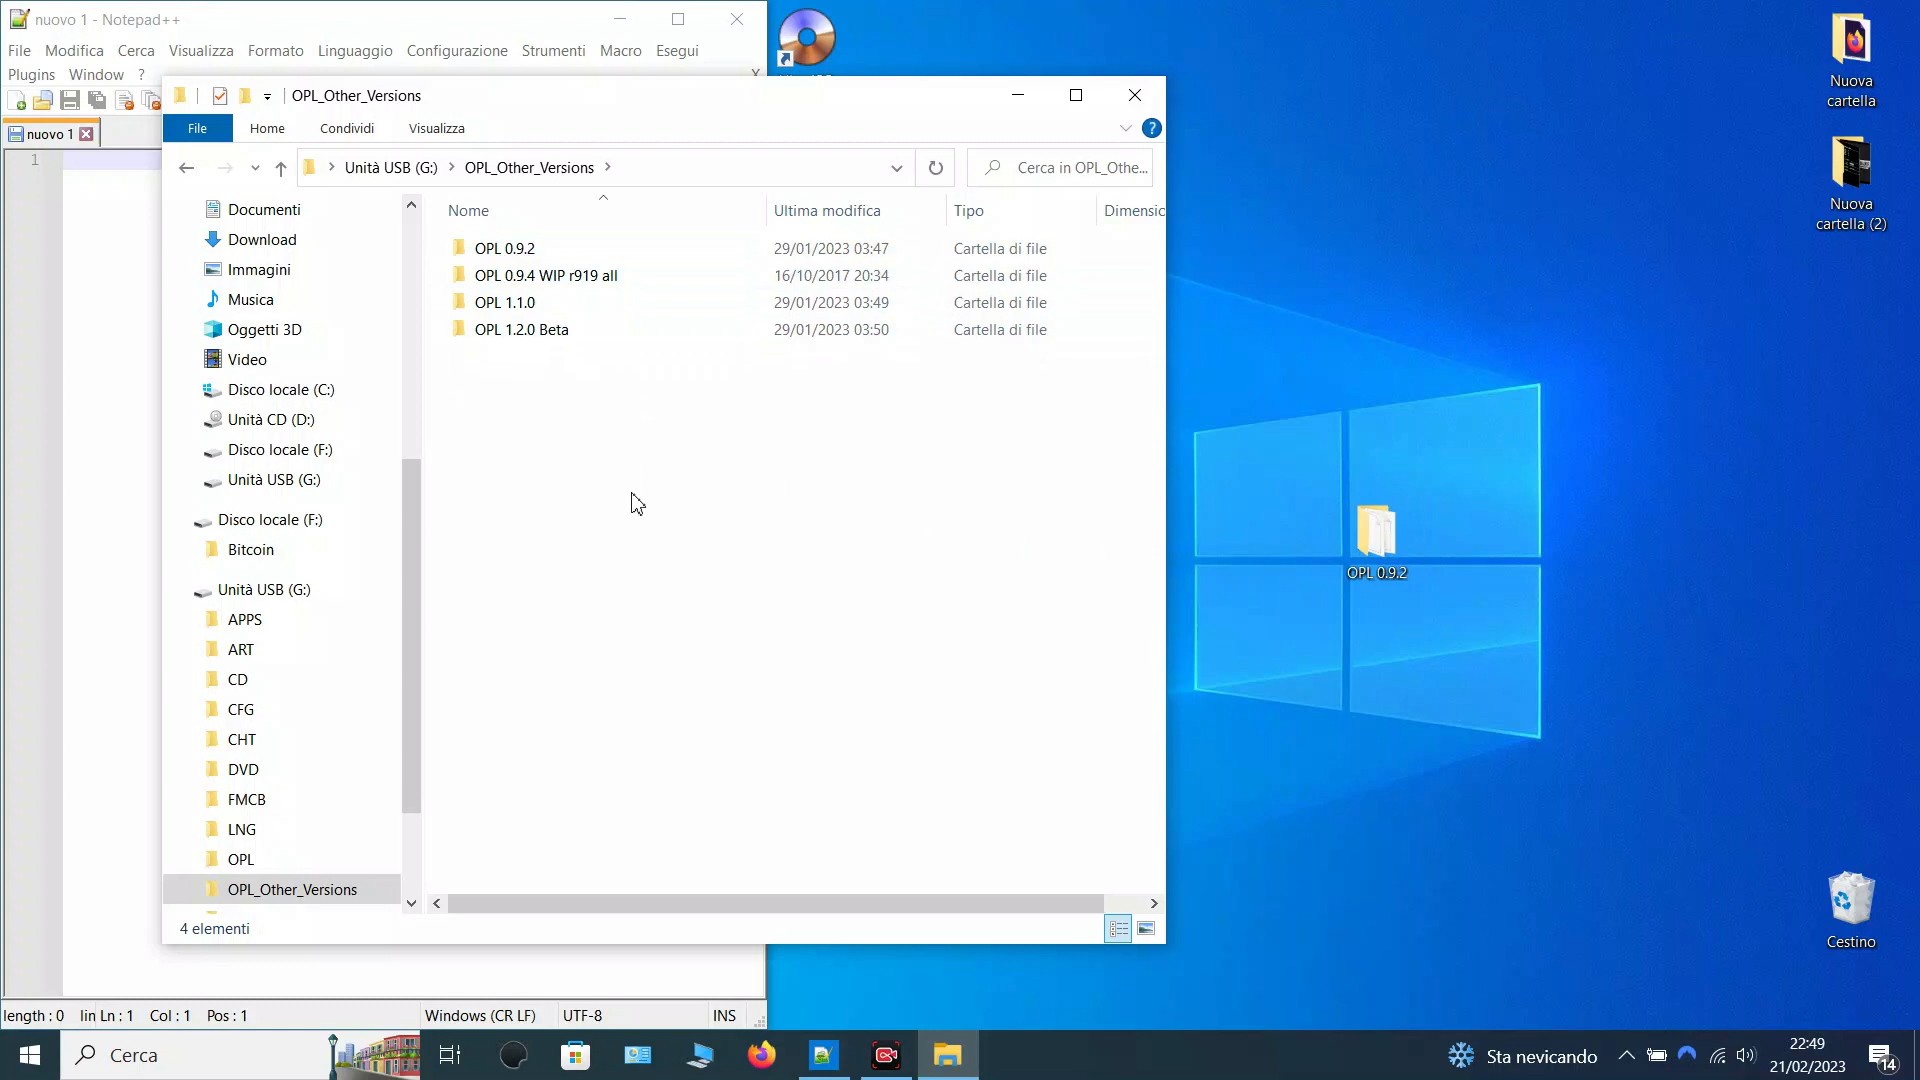 nuovo 1 - Notepad++
File Modifica Cerca Visualizza Formato Linguaggio Configurazione Strumenti Macro Esegui
Plugins Window ?
X
nuovo 1
1
OPL_Other_Versions
File Home Condividi Visualizza
Unità USB (G:) OPL_Other_Versions
Cerca in OPL_Othe...
Nome Ultima modifica Tipo Dimensic
OPL 0.9.2 29/01/2023 03:47 Cartella di file
OPL 0.9.4 WIP r919 all 16/10/2017 20:34 Cartella di file
OPL 1.1.0 29/01/2023 03:49 Cartella di file
OPL 1.2.0 Beta 29/01/2023 03:50 Cartella di file
Documenti
Download
Immagini
Musica
Oggetti 3D
Video
Disco locale (C:)
Unità CD (D:)
Disco locale (F:)
Unità USB (G:)
Disco locale (F:)
Bitcoin
Unità USB (G:)
APPS
ART
CD
CFG
CHT
DVD
FMCB
LNG
OPL
OPL_Other_Versions
4 elementi
length : 0 lin Ln : 1 Col : 1 Pos : 1 Windows (CR LF) UTF-8 INS
Nuova
cartella
Nuova
cartella (2)
OPL 0.9.2
Cestino
Cerca
Sta nevicando
22:49
21/02/2023
14